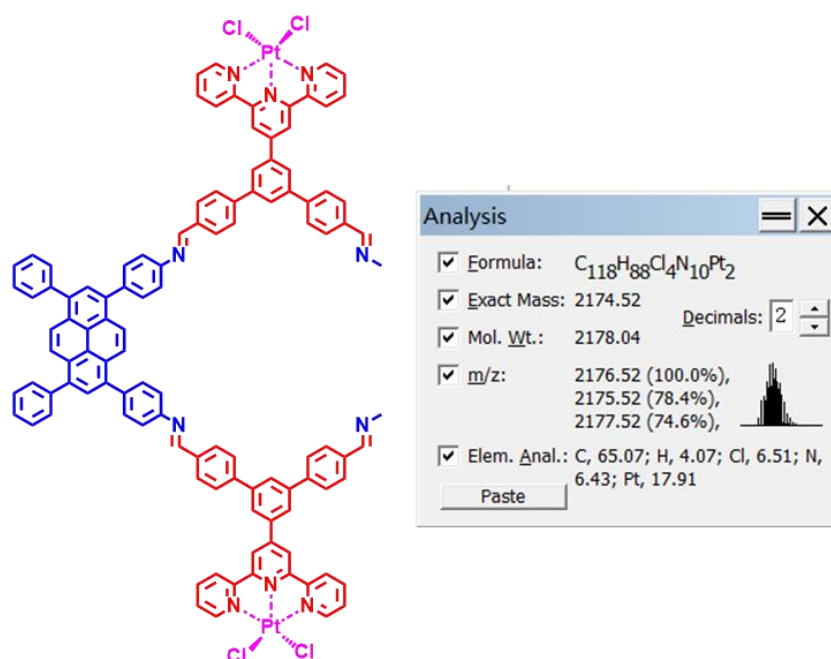 Cl Cl
Pt
N N
N
N N
N N
N N
N
Pt
Cl Cl
Analysis
Formula: C118H88Cl4N10Pt2
Exact Mass: 2174.52
Decimals: 2
Mol. Wt.: 2178.04
m/z: 2176.52 (100.0%),
2175.52 (78.4%),
2177.52 (74.6%),
Elem. Anal.: C, 65.07; H, 4.07; Cl, 6.51; N,
6.43; Pt, 17.91
Paste